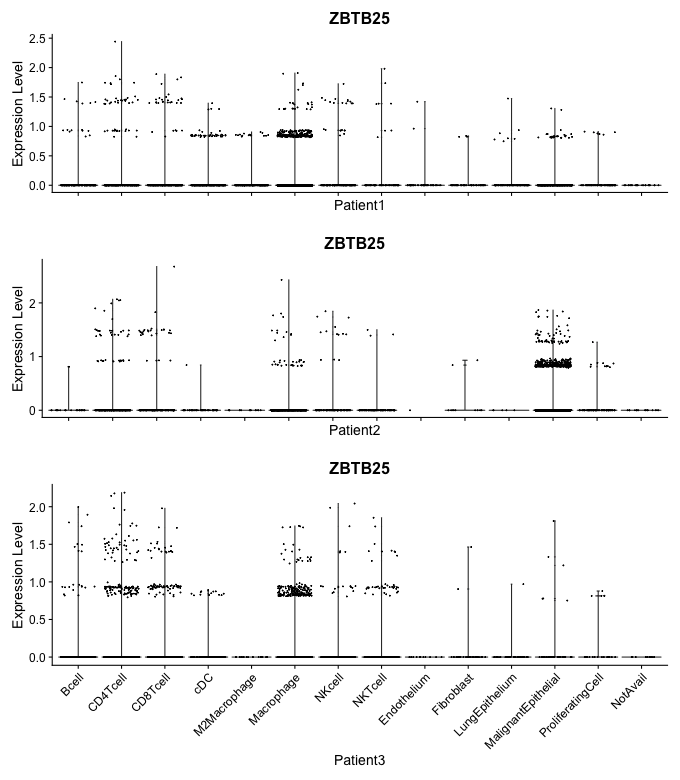 ZBTB25
Expression Level
2.5
2.0
1.5
1.0
0.5
0.0
Patient1
ZBTB25
Expression Level
2
1
0
Patient2
ZBTB25
Expression Level
2.0
1.5
1.0
0.5
0.0
Bcell
CD4Tcell
CD8Tcell
cDC
M2Macrophage
Macrophage
NKcell
NKTcell
Endothelium
Fibroblast
LungEpithelium
MalignantEpithelial
ProliferatingCell
NotAvail
Patient3